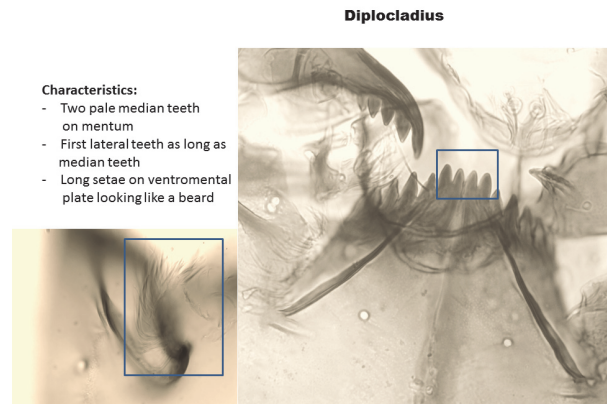 Diplocladius
Characteristics:
- Two pale median teeth
on mentum
- First lateral teeth as long as
median teeth
- Long setae on ventromental
plate looking like a beard